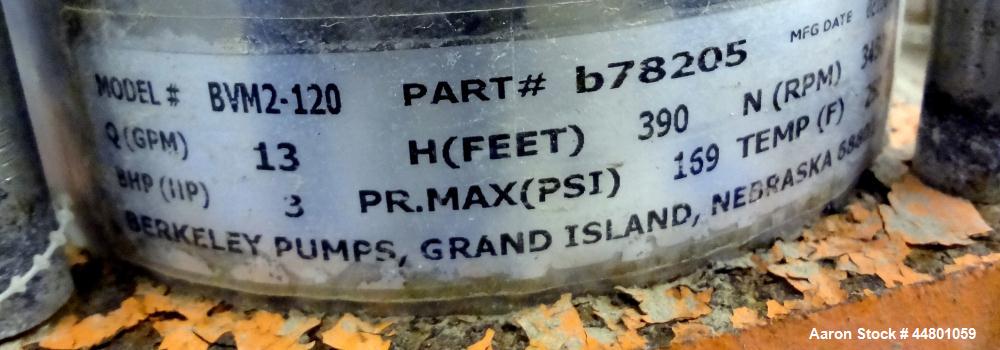 MFG DATE
MODEL # BVM2-120 PART# b78205
Q(GPM) 13 H(FEET) 390 N (RPM)
BHP (HP) 3 PR.MAX(PSI) 169 TEMP (F)
BERKELEY PUMPS, GRAND ISLAND, NEBRASKA
Aaron Stock # 44801059